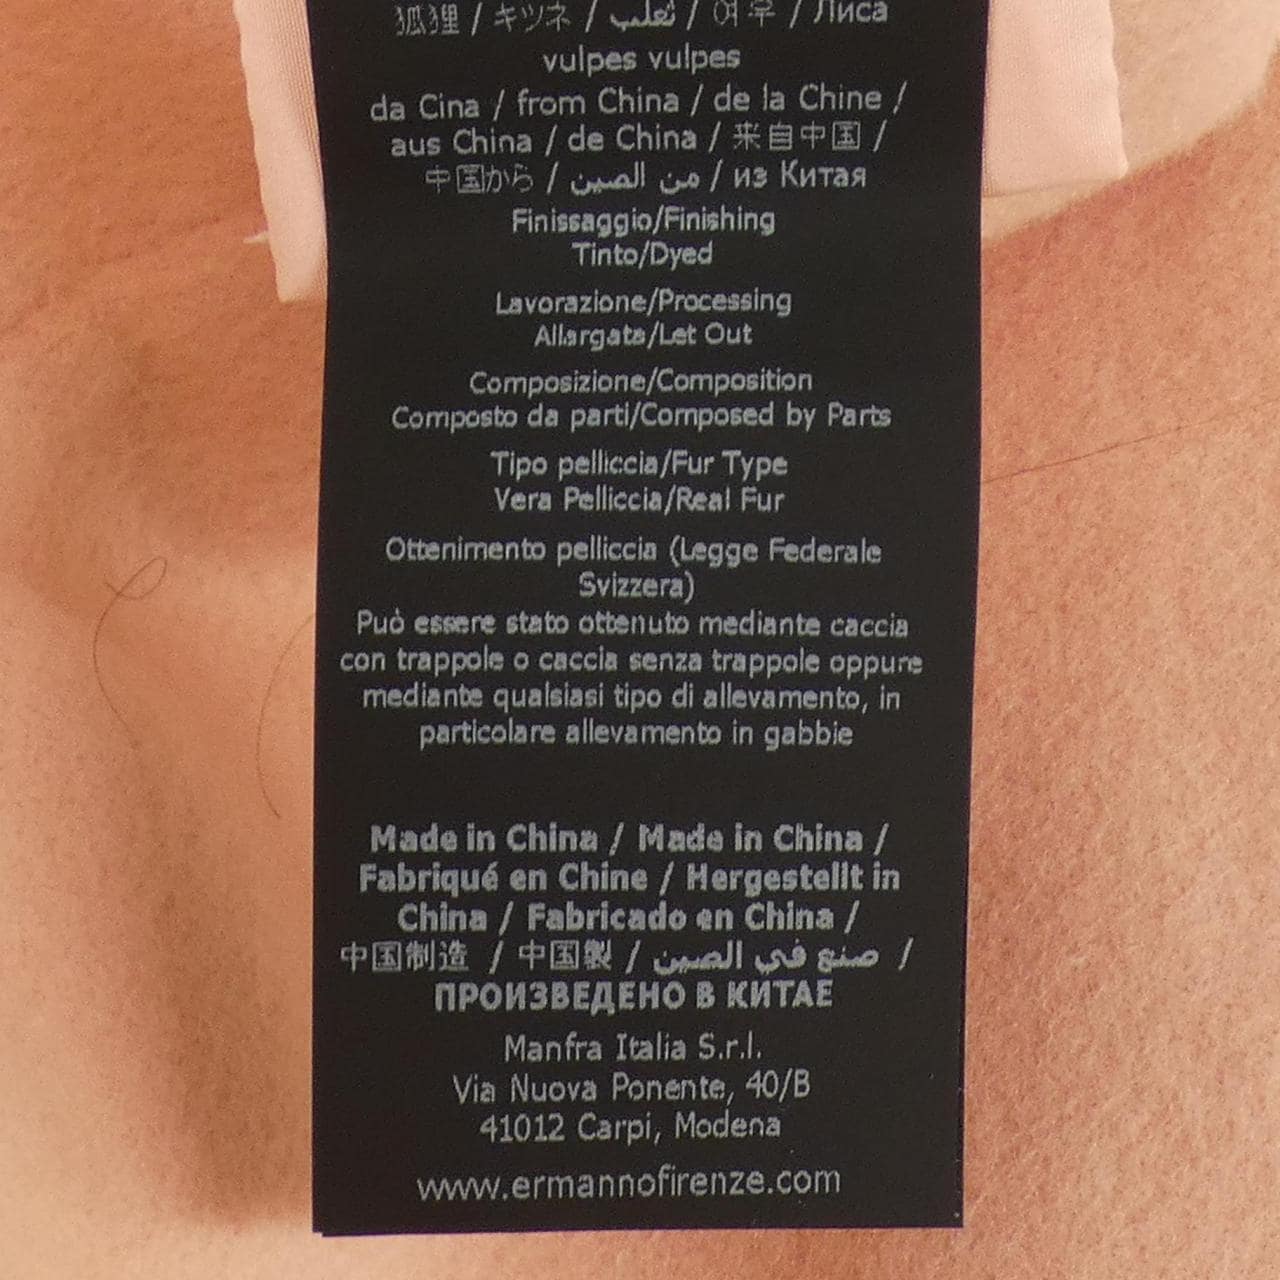 狐狸 / キツネ / ثعلب / 여우 / Лиса
vulpes vulpes
da Cina / from China / de la Chine /
aus China / de China / 来自中国 /
中国から / من الصين / из Китая
Finissaggio/Finishing
Tinto/Dyed
Lavorazione/Processing
Allargata/Let Out
Composizione/Composition
Composto da parti/Composed by Parts
Tipo pelliccia/Fur Type
Vera Pelliccia/Real Fur
Ottenimento pelliccia (Legge Federale
Svizzera)
Può essere stato ottenuto mediante caccia
con trappole o caccia senza trappole oppure
mediante qualsiasi tipo di allevamento, in
particolare allevamento in gabbie
Made in China / Made in China /
Fabriqué en Chine / Hergestellt in
China / Fabricado en China /
中国制造 / 中国製 / صنع في الصين /
ПРОИЗВЕДЕНО В КИТАЕ
Manfra Italia S.r.l.
Via Nuova Ponente, 40/B
41012 Carpi, Modena
www.ermannofirenze.com